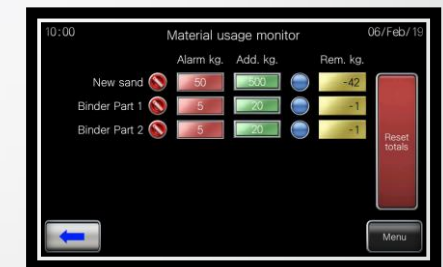 10:00 Material usage monitor 06/Feb/19
Alarm kg. Add. kg. Rem. kg.
New sand 50 500 -42
Binder Part 1 5 20 -1
Binder Part 2 5 20 -1
Reset
totals
Menu